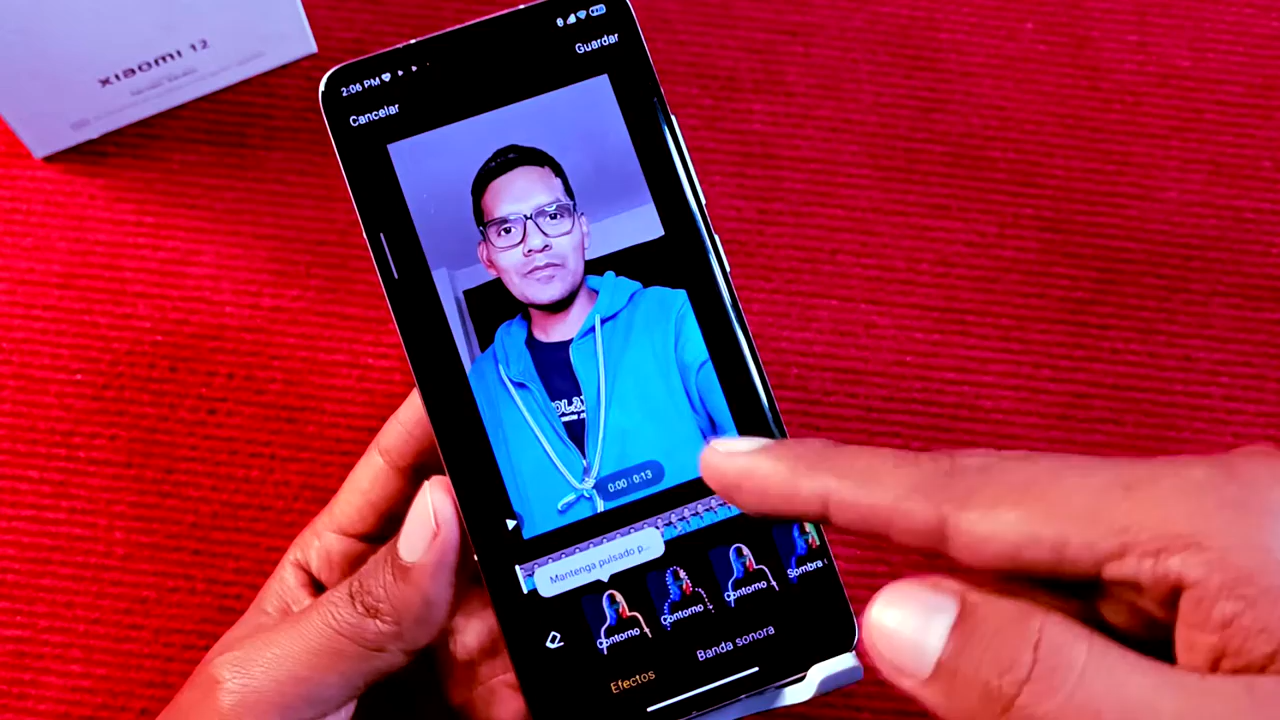 xiaomi 12
2:06 PM
Guardar
Cancelar
0:00 0:13
Mantenga pulsado p...
Contorno
Contorno
Contorno
Sombra
Efectos
Banda sonora